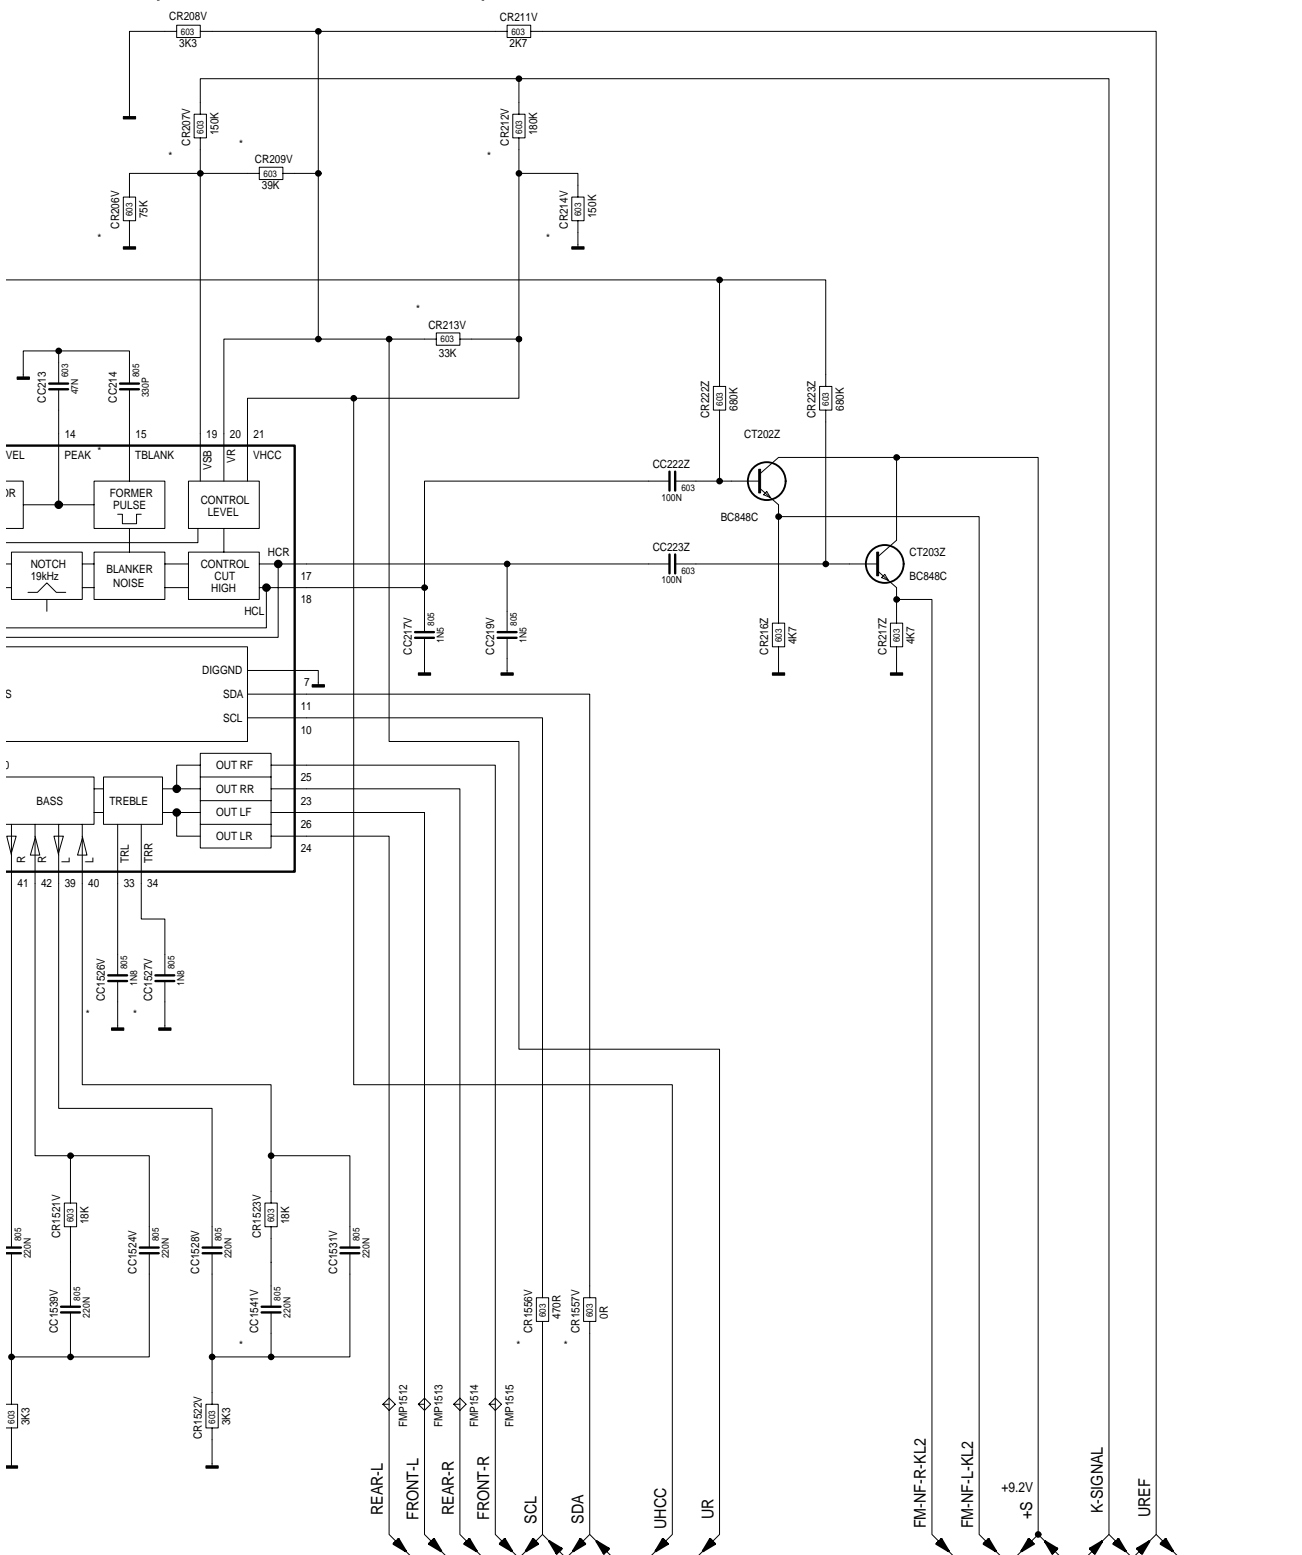 CR208V
603
3K3
CR211V
603
2K7
CR207V
603
150K
CR212V
603
180K
*
*
*
CR209V
603
39K
CR206V
603
75K
*
CR214V
603
150K
*
*
CR213V
603
33K
CC213
603
47N
CC214
805
330P
CR222Z
603
680K
CR223Z
603
680K
14
15
19
20
21
VEL
PEAK
*
TBLANK
VSB
VR
VHCC
CT202Z
BC848C
CC222Z
603
100N
OR
FORMER
PULSE
CONTROL
LEVEL
NOTCH
19kHz
BLANKER
NOISE
CONTROL
CUT
HIGH
HCR
17
HCL
18
CC223Z
603
100N
CT203Z
BC848C
CC217V
805
1N5
CC219V
805
1N5
CR216Z
603
4K7
CR217Z
603
4K7
DIGGND
7
S
SDA
11
SCL
10
OUT RF
25
OUT RR
23
OUT LF
26
OUT LR
24
BASS
TREBLE
R
R
L
L
TRL
TRR
41
42
39
40
33
34
CC1526V
805
1N8
*
CC1527V
805
1N8
*
CR1521V
603
18K
CR1523V
603
18K
805
220N
CC1524V
805
220N
CC1528V
805
220N
CC1531V
805
220N
CC1539V
805
220N
CC1541V
805
220N
*
CR1556V
603
470R
*
CR1557V
603
0R
*
603
3K3
CR1522V
603
3K3
FMP1512
FMP1513
FMP1514
FMP1515
REAR-L
FRONT-L
REAR-R
FRONT-R
SCL
SDA
UHCC
UR
FM-NF-R-KL2
FM-NF-L-KL2
+9.2V
+S
K-SIGNAL
UREF